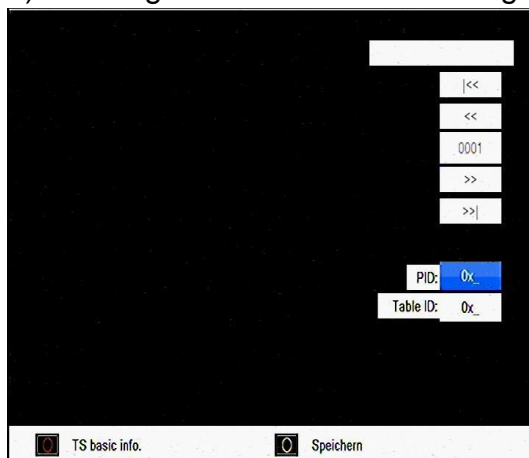 |<<
<<
0001
>>
>>|
PID: 0x_
Table ID: 0x_
TS basic info. Speichern